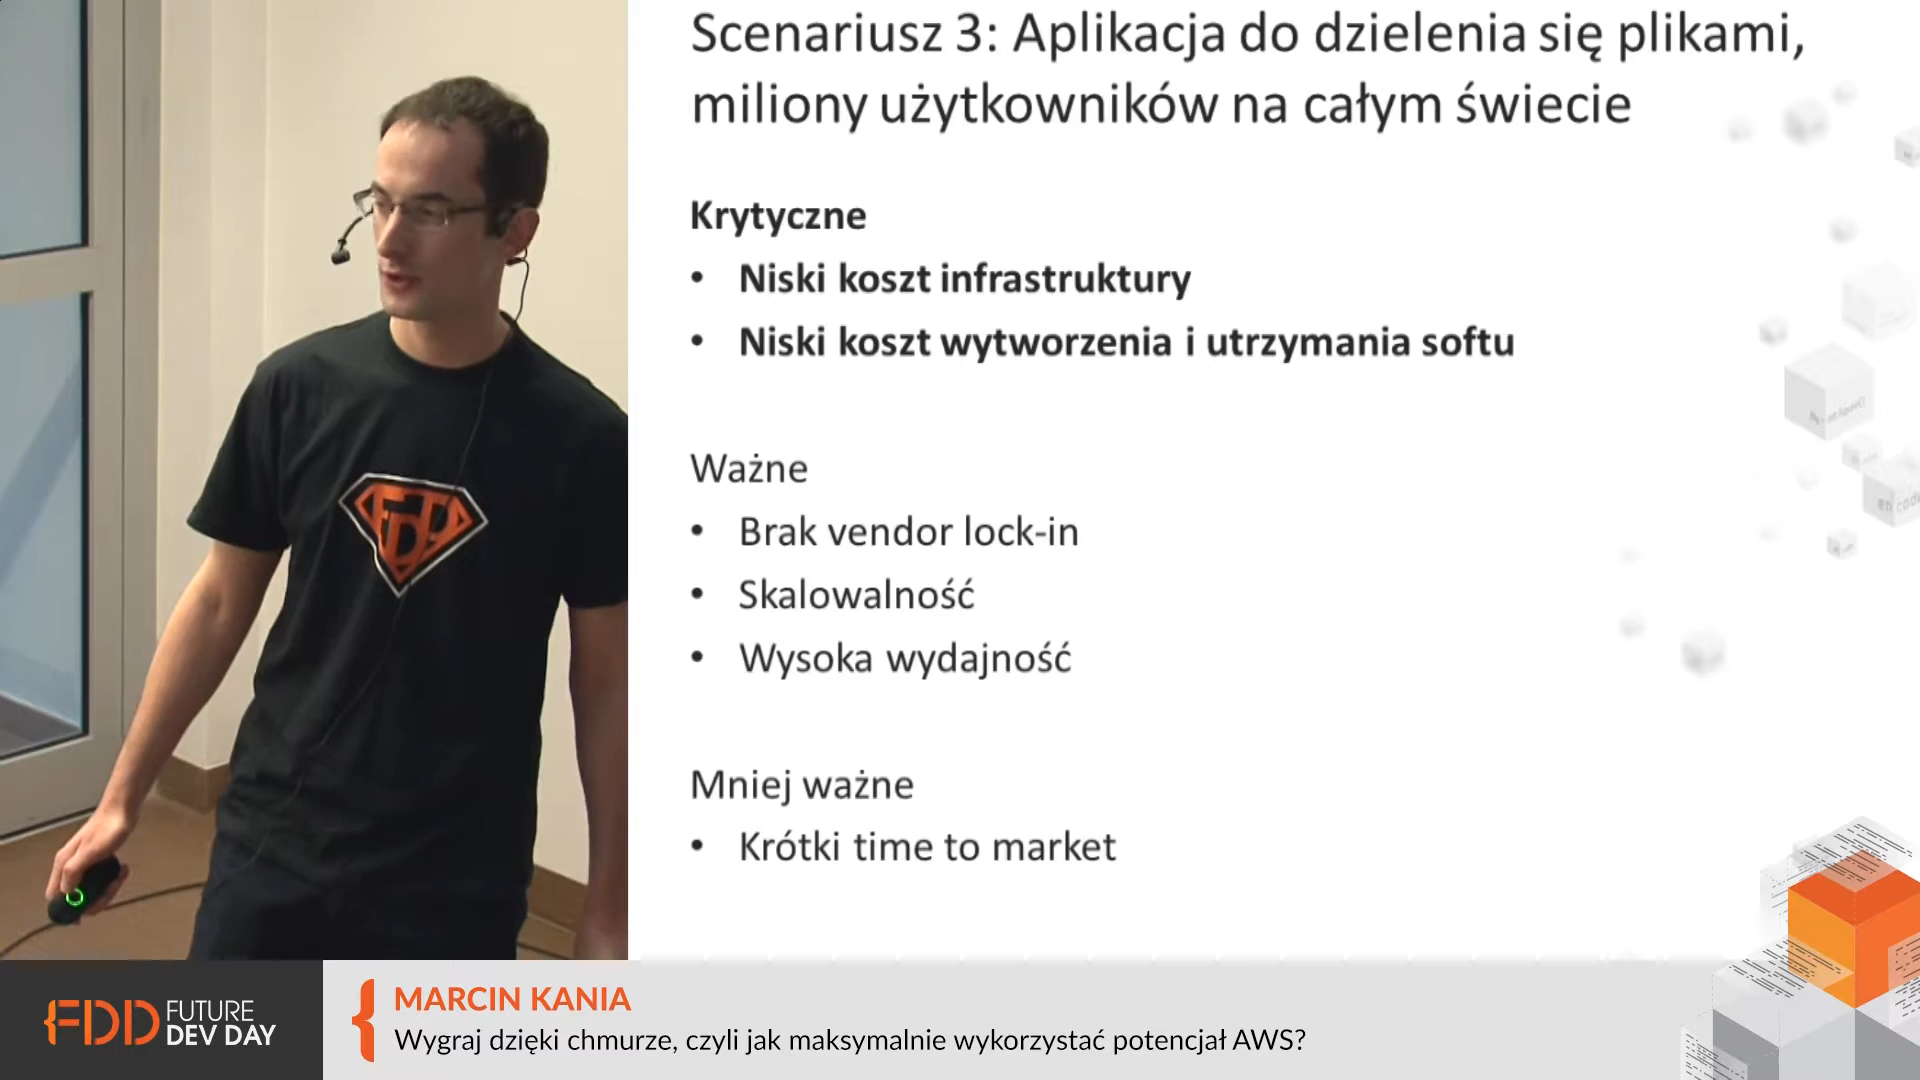 Scenariusz 3: Aplikacja do dzielenia się plikami,
miliony użytkowników na całym świecie
Krytyczne
• Niski koszt infrastruktury
• Niski koszt wytworzenia i utrzymania softu
Ważne
• Brak vendor lock-in
• Skalowalność
• Wysoka wydajność
Mniej ważne
• Krótki time to market
FDD
FDD FUTURE
DEV DAY
MARCIN KANIA
Wygraj dzięki chmurze, czyli jak maksymalnie wykorzystać potencjał AWS?